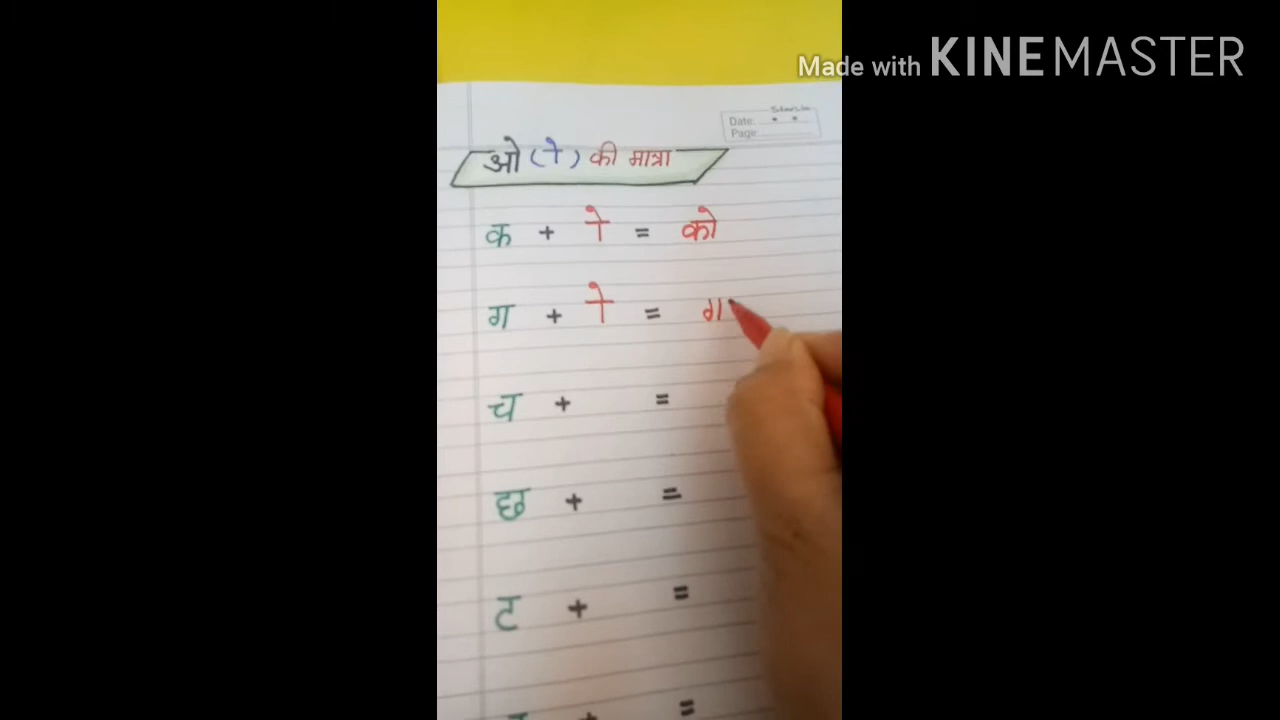 Made with KINEMASTER
Date:
Page:
ओ (ो) की मात्रा
क + ो = को
ग + ो = ग
च + =
छ + =
ट + =
+ =